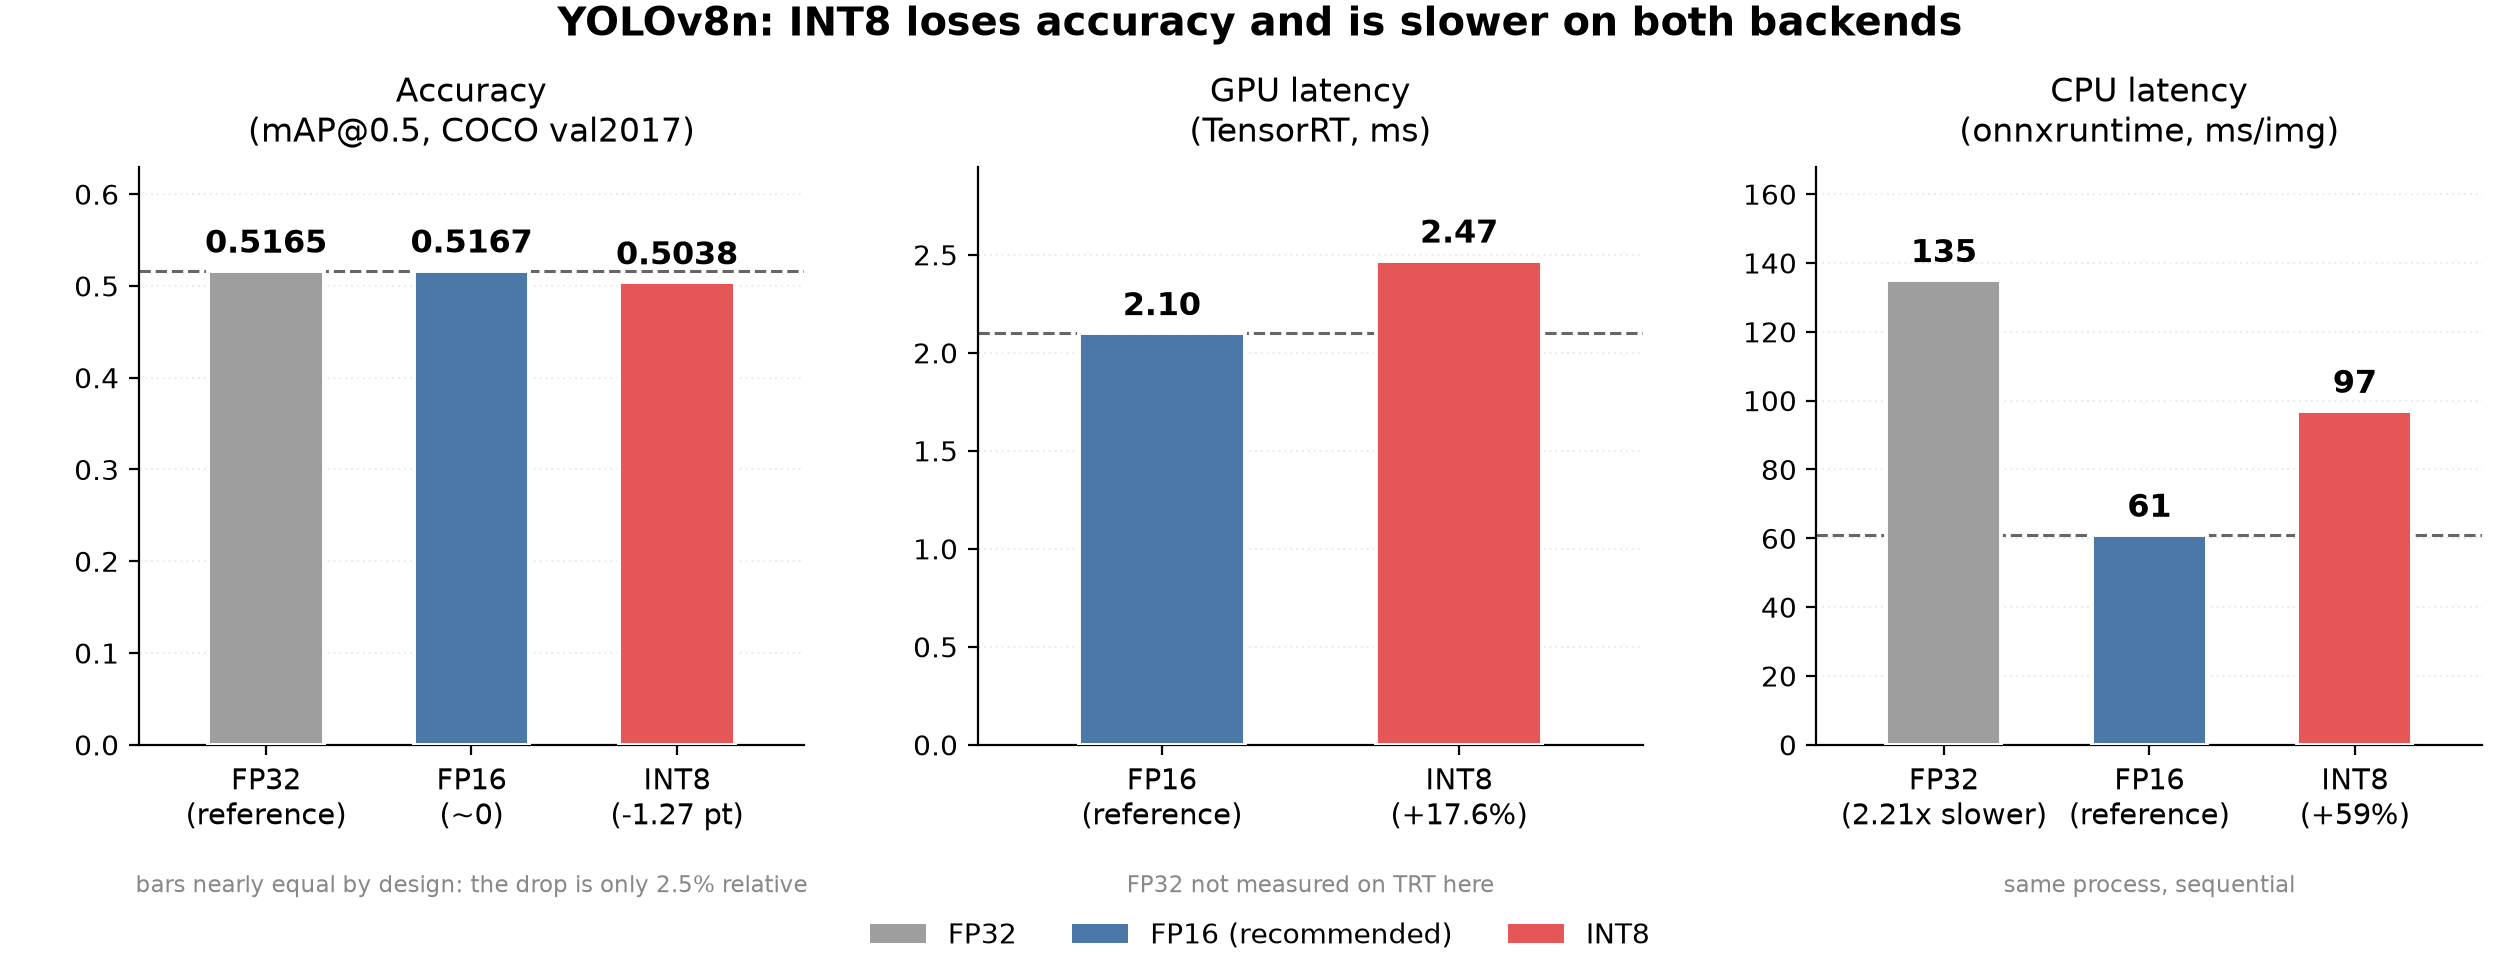 YOLOv8n: INT8 loses accuracy and is slower on both backends
Accuracy
(mAP@0.5, COCO val2017)
0.6
0.5
0.4
0.3
0.2
0.1
0.0
0.5165
0.5167
0.5038
FP32
(reference)
FP16
(~0)
INT8
(-1.27 pt)
bars nearly equal by design: the drop is only 2.5% relative
GPU latency
(TensorRT, ms)
2.5
2.0
1.5
1.0
0.5
0.0
2.10
2.47
FP16
(reference)
INT8
(+17.6%)
FP32 not measured on TRT here
CPU latency
(onnxruntime, ms/img)
160
140
120
100
80
60
40
20
0
135
61
97
FP32
(2.21x slower)
FP16
(reference)
INT8
(+59%)
same process, sequential
FP32
FP16 (recommended)
INT8